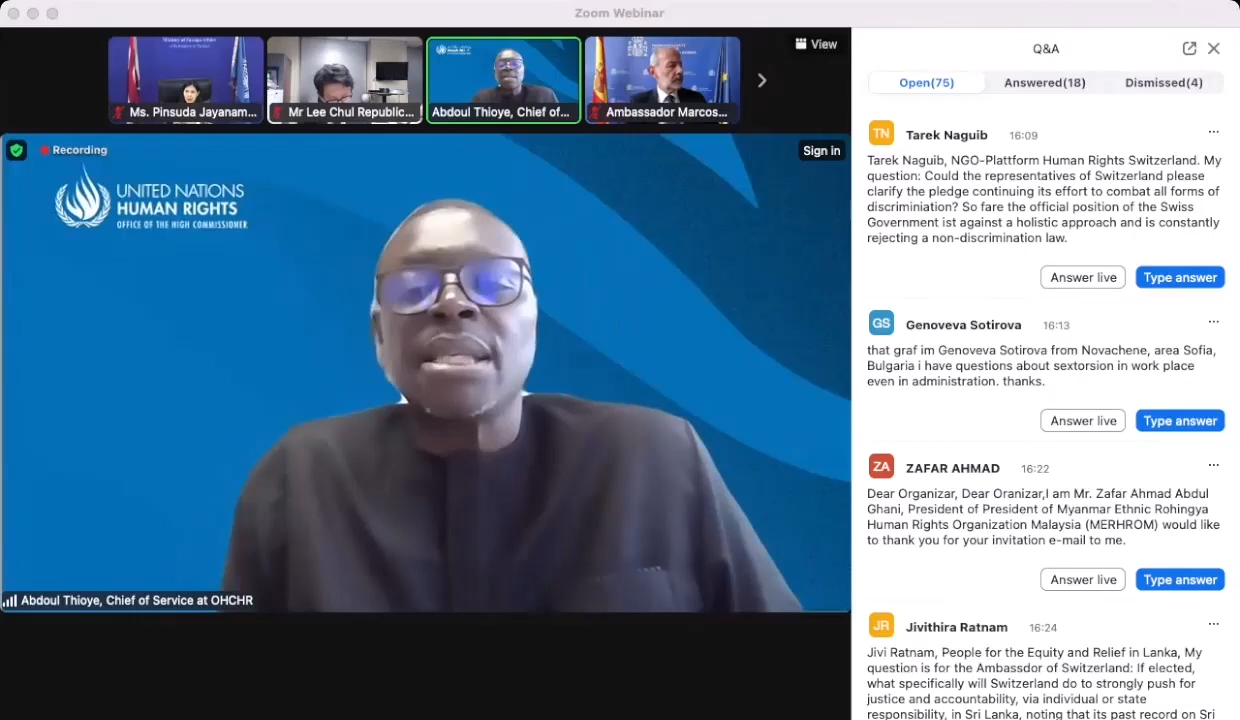 Zoom Webinar
Ministry of Foreign Affairs
Ms. Pinsuda Jayanam...
Mr Lee Chul Republic...
Abdoul Thioye, Chief of...
Ambassador Marcos...
View
Recording
Sign in
UNITED NATIONS
HUMAN RIGHTS
OFFICE OF THE HIGH COMMISSIONER
Abdoul Thioye, Chief of Service at OHCHR
Q&A
Open(75)
Answered(18)
Dismissed(4)
TN
Tarek Naguib 16:09
Tarek Naguib, NGO-Plattform Human Rights Switzerland. My
question: Could the representatives of Switzerland please
clarify the pledge continuing its effort to combat all forms of
discriminiation? So fare the official position of the Swiss
Government ist against a holistic approach and is constantly
rejecting a non-discrimination law.
Answer live
Type answer
GS
Genoveva Sotirova 16:13
that graf im Genoveva Sotirova from Novachene, area Sofia,
Bulgaria i have questions about sextorsion in work place
even in administration. thanks.
Answer live
Type answer
ZA
ZAFAR AHMAD 16:22
Dear Organizar, Dear Oranizar,I am Mr. Zafar Ahmad Abdul
Ghani, President of President of Myanmar Ethnic Rohingya
Human Rights Organization Malaysia (MERHROM) would like
to thank you for your invitation e-mail to me.
Answer live
Type answer
JR
Jivithira Ratnam 16:24
Jivi Ratnam, People for the Equity and Relief in Lanka, My
question is for the Ambassdor of Switzerland: If elected,
what specifically will Switzerland do to strongly push for
justice and accountability, via individual or state
responsibility, in Sri Lanka, noting that its past record on Sri